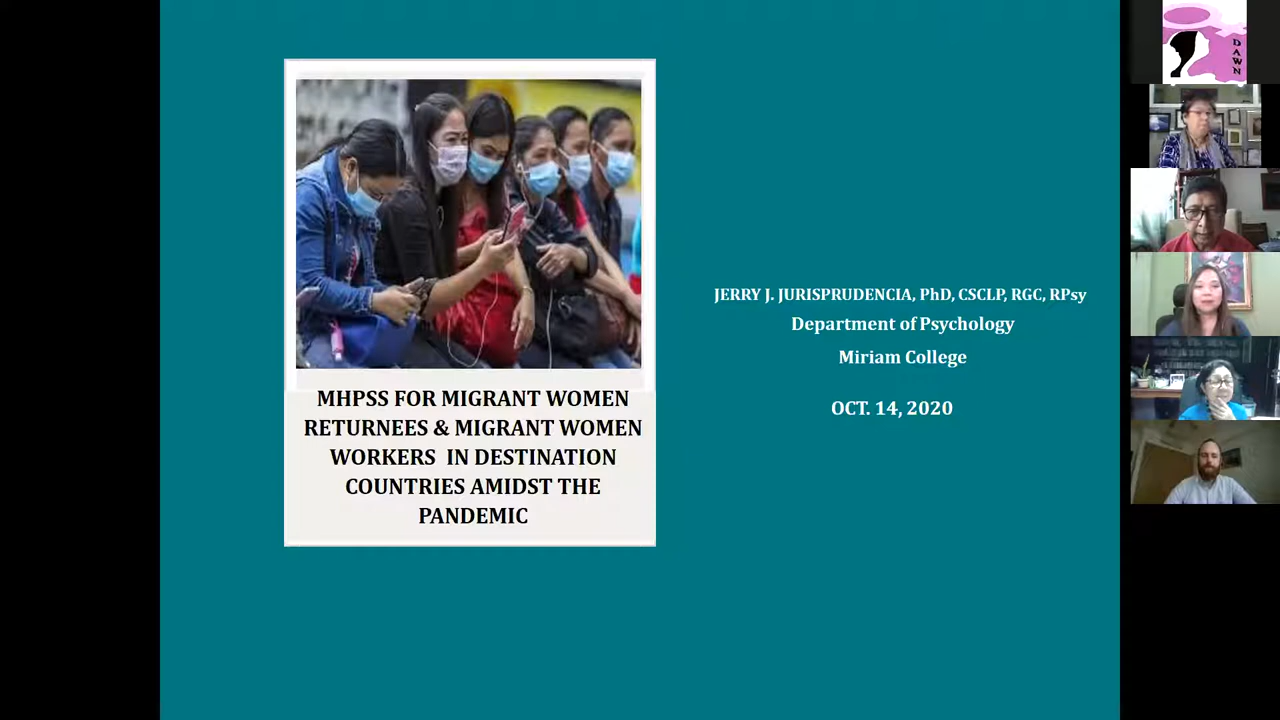 MHPSS FOR MIGRANT WOMEN
RETURNEES & MIGRANT WOMEN
WORKERS IN DESTINATION
COUNTRIES AMIDST THE
PANDEMIC
JERRY J. JURISPRUDENCIA, PhD, CSCLP, RGC, RPsy
Department of Psychology
Miriam College
OCT. 14, 2020
DAWN